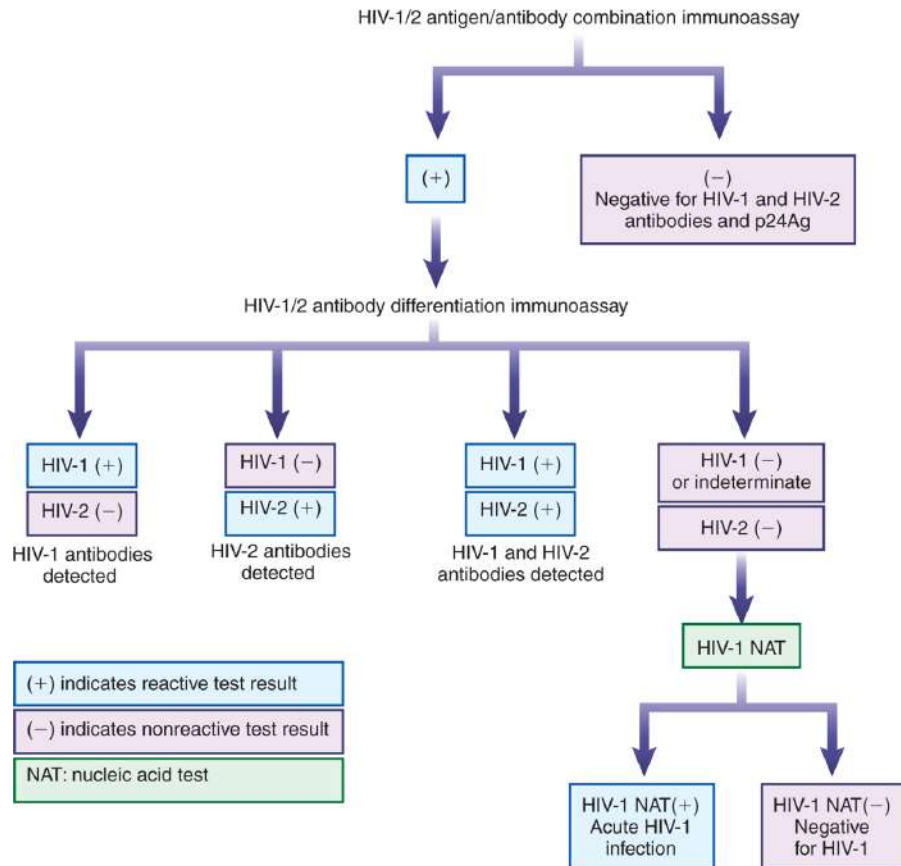 HIV-1/2 antigen/antibody combination immunoassay
(+)
(−)
Negative for HIV-1 and HIV-2
antibodies and p24Ag
HIV-1/2 antibody differentiation immunoassay
HIV-1 (+)
HIV-2 (−)
HIV-1 antibodies
detected
HIV-1 (−)
HIV-2 (+)
HIV-2 antibodies
detected
HIV-1 (+)
HIV-2 (+)
HIV-1 and HIV-2
antibodies detected
HIV-1 (−)
or indeterminate
HIV-2 (−)
HIV-1 NAT
(+) indicates reactive test result
(−) indicates nonreactive test result
NAT: nucleic acid test
HIV-1 NAT(+)
Acute HIV-1
infection
HIV-1 NAT(−)
Negative
for HIV-1